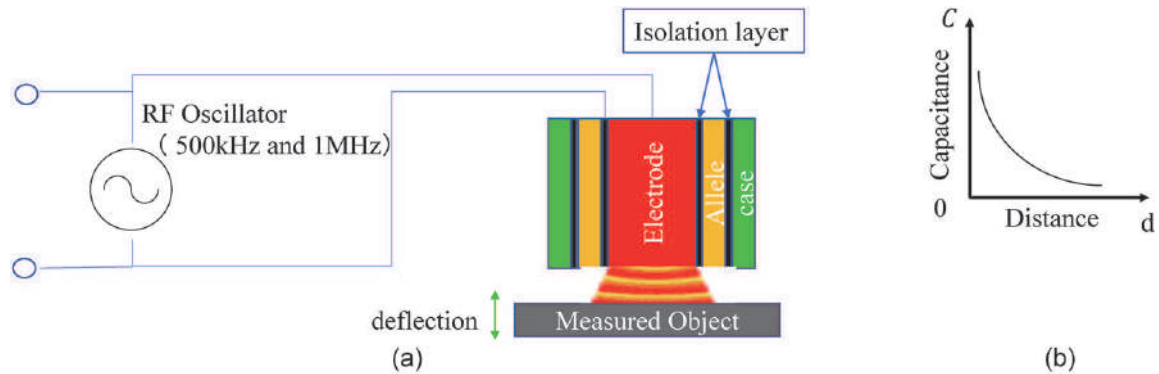 Isolation layer
RF Oscillator
( 500kHz and 1MHz)
Electrode
Allele
case
deflection
Measured Object
(a)
C
Capacitance
0
Distance
d
(b)